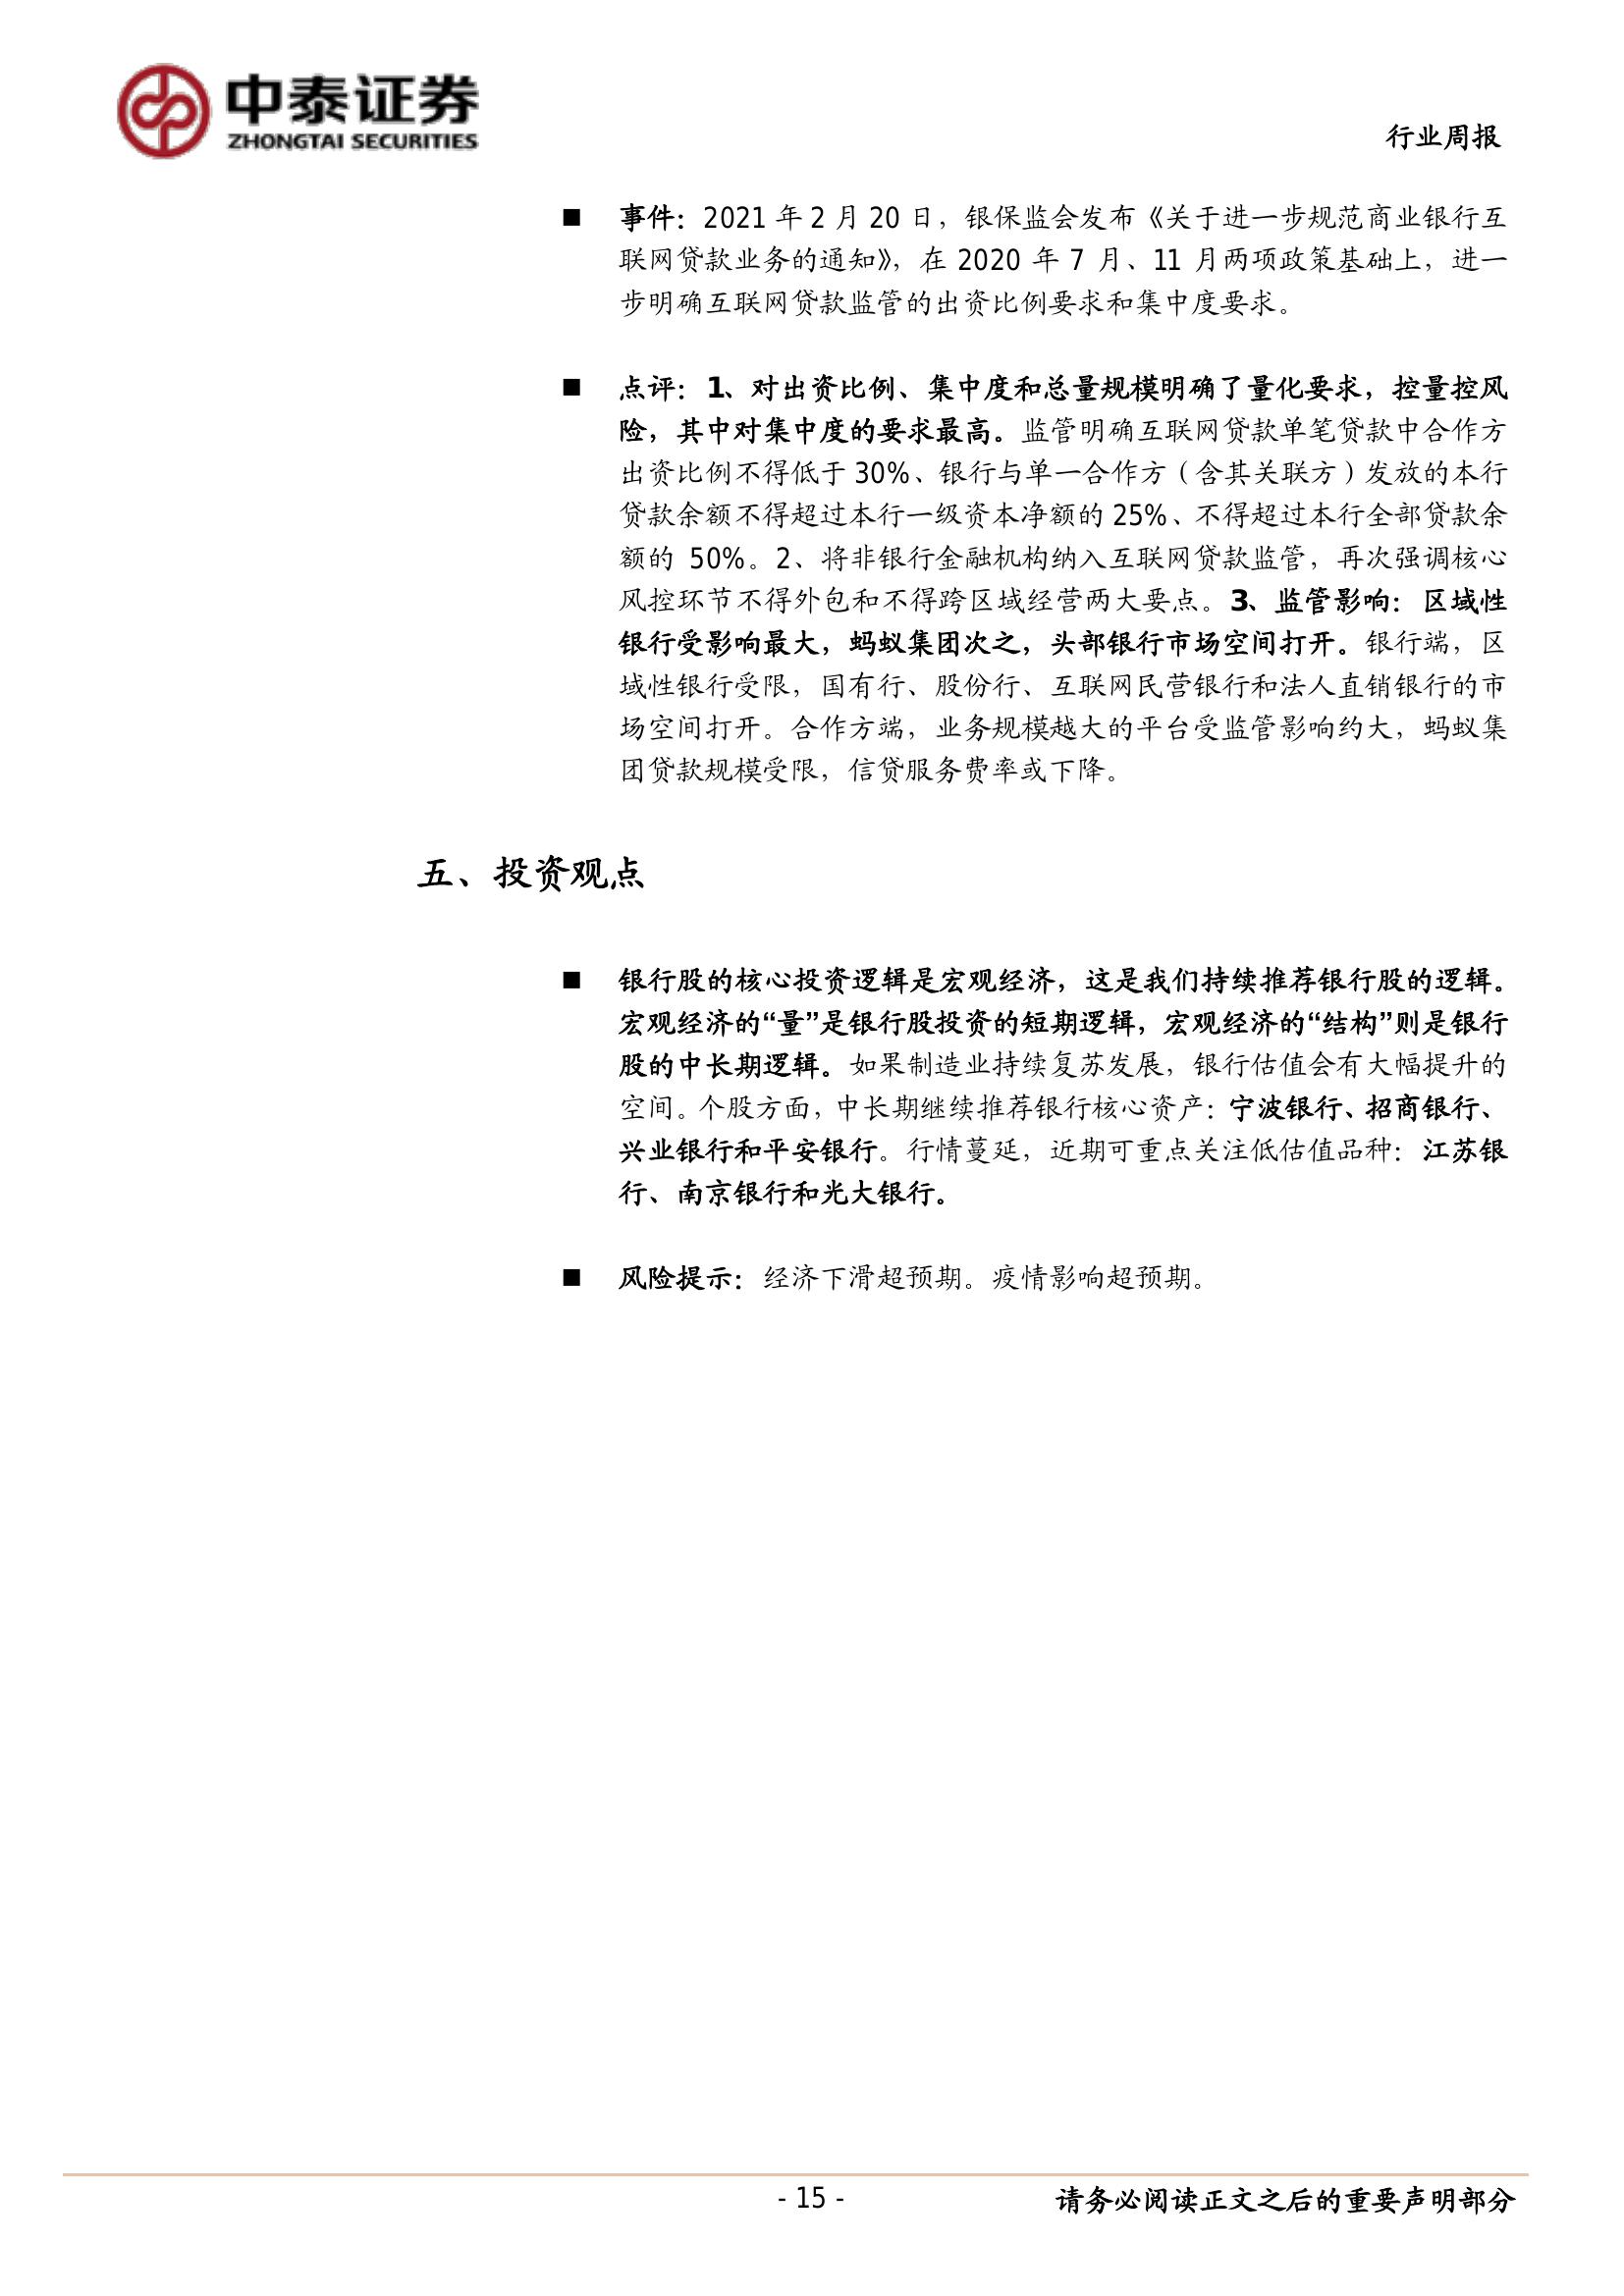 中泰证券
ZHONGTAI SECURITIES
行业周报
■ 事件：2021 年 2 月 20 日，银保监会发布《关于进一步规范商业银行互
联网贷款业务的通知》，在 2020 年 7 月、11 月两项政策基础上，进一
步明确互联网贷款监管的出资比例要求和集中度要求。
■ 点评：1、对出资比例、集中度和总量规模明确了量化要求，控量控风
险，其中对集中度的要求最高。监管明确互联网贷款单笔贷款中合作方
出资比例不得低于 30%、银行与单一合作方（含其关联方）发放的本行
贷款余额不得超过本行一级资本净额的 25%、不得超过本行全部贷款余
额的 50%。2、将非银行金融机构纳入互联网贷款监管，再次强调核心
风控环节不得外包和不得跨区域经营两大要点。3、监管影响：区域性
银行受影响最大，蚂蚁集团次之，头部银行市场空间打开。银行端，区
域性银行受限，国有行、股份行、互联网民营银行和法人直销银行的市
场空间打开。合作方端，业务规模越大的平台受监管影响约大，蚂蚁集
团贷款规模受限，信贷服务费率或下降。
五、投资观点
■ 银行股的核心投资逻辑是宏观经济，这是我们持续推荐银行股的逻辑。
宏观经济的“量”是银行股投资的短期逻辑，宏观经济的“结构”则是银行
股的中长期逻辑。如果制造业持续复苏发展，银行估值会有大幅提升的
空间。个股方面，中长期继续推荐银行核心资产：宁波银行、招商银行、
兴业银行和平安银行。行情蔓延，近期可重点关注低估值品种：江苏银
行、南京银行和光大银行。
■ 风险提示：经济下滑超预期。疫情影响超预期。
- 15 -
请务必阅读正文之后的重要声明部分